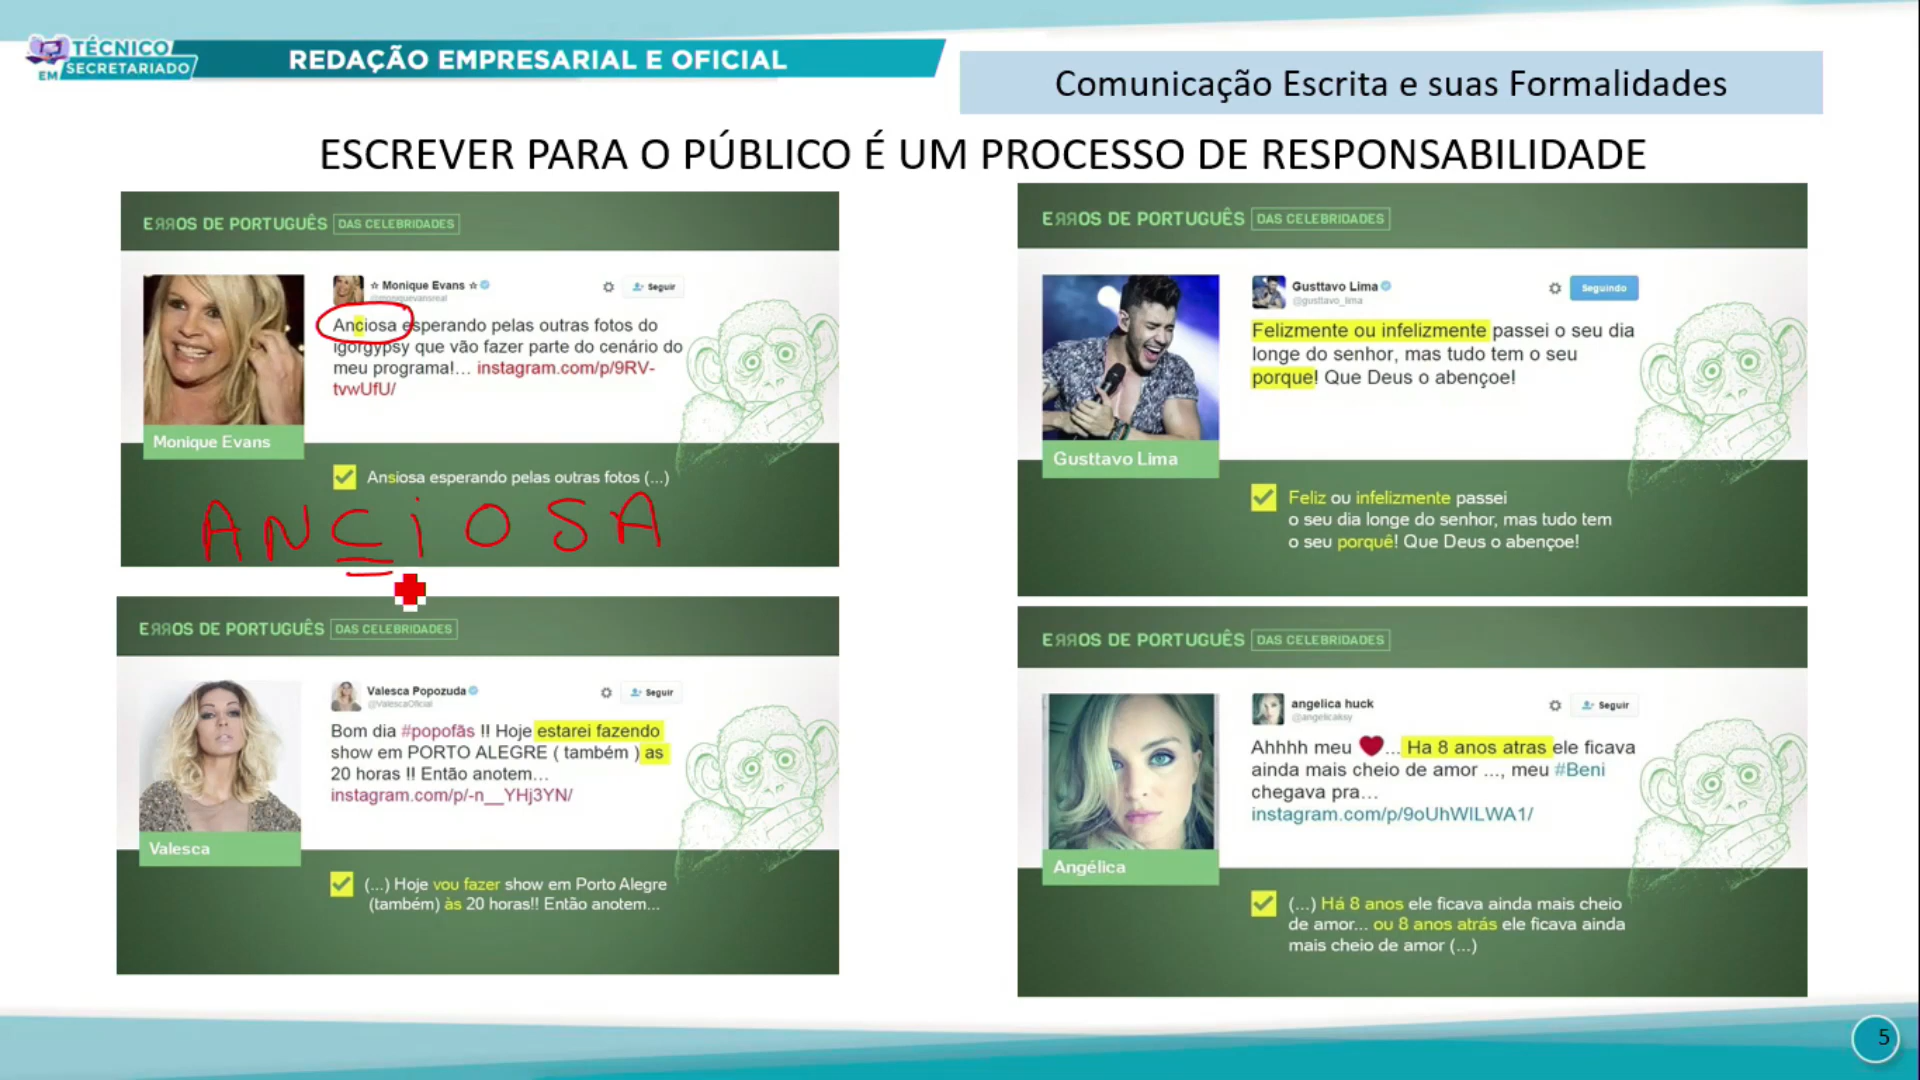 TÉCNICO
EM SECRETARIADO
REDAÇÃO EMPRESARIAL E OFICIAL
Comunicação Escrita e suas Formalidades
ESCREVER PARA O PÚBLICO É UM PROCESSO DE RESPONSABILIDADE
ERROS DE PORTUGUÊS DAS CELEBRIDADES
☆ Monique Evans ☆
@moniquevansreal
Seguir
Anciosa esperando pelas outras fotos do
igorgypsy que vão fazer parte do cenário do
meu programa!... instagram.com/p/9RV-
tvwUfU/
Monique Evans
Ansiosa esperando pelas outras fotos (...)
ANCiOSA
ERROS DE PORTUGUÊS DAS CELEBRIDADES
Gusttavo Lima
@gusttavo_lima
Seguindo
Felizmente ou infelizmente passei o seu dia
longe do senhor, mas tudo tem o seu
porque! Que Deus o abençoe!
Gusttavo Lima
Feliz ou infelizmente passei
o seu dia longe do senhor, mas tudo tem
o seu porquê! Que Deus o abençoe!
ERROS DE PORTUGUÊS DAS CELEBRIDADES
Valesca Popozuda
@ValescaOficial
Seguir
Bom dia #popofãs !! Hoje estarei fazendo
show em PORTO ALEGRE ( também ) as
20 horas !! Então anotem...
instagram.com/p/-n__YHj3YN/
Valesca
(...) Hoje vou fazer show em Porto Alegre
(também) às 20 horas!! Então anotem...
ERROS DE PORTUGUÊS DAS CELEBRIDADES
angelica huck
@angelicaksy
Seguir
Ahhhh meu ❤... Ha 8 anos atras ele ficava
ainda mais cheio de amor ..., meu #Beni
chegava pra...
instagram.com/p/9oUhWILWA1/
Angélica
(...) Há 8 anos ele ficava ainda mais cheio
de amor... ou 8 anos atrás ele ficava ainda
mais cheio de amor (...)
5